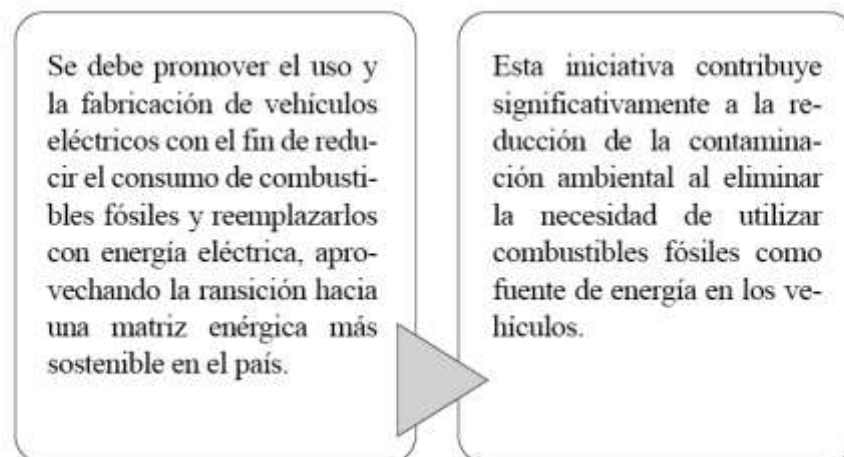 Se debe promover el uso y
la fabricación de vehículos
eléctricos con el fin de redu-
cir el consumo de combusti-
bles fósiles y reemplazarlos
con energía eléctrica, apro-
vechando la ransición hacia
una matriz enérgica más
sostenible en el país.
Esta iniciativa contribuye
significativamente a la re-
ducción de la contamina-
ción ambiental al eliminar
la necesidad de utilizar
combustibles fósiles como
fuente de energía en los ve-
hículos.